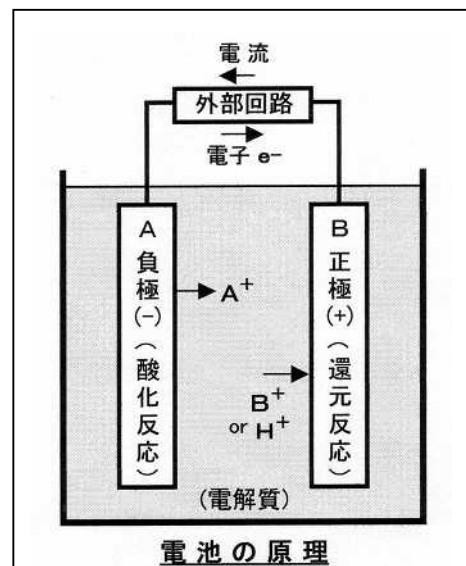 電流
外部回路
電子 e-
A 負極(-)(酸化反応)
A+
B 正極(+)(還元反応)
B+
or H+
(電解質)
電池の原理